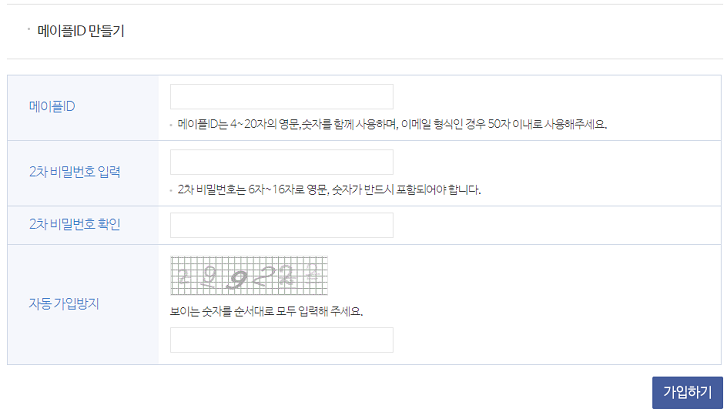 · 메이플ID 만들기
메이플ID
- 메이플ID는 4~20자의 영문,숫자를 함께 사용하며, 이메일 형식인 경우 50자 이내로 사용해주세요.
2차 비밀번호 입력
- 2차 비밀번호는 6자~16자로 영문, 숫자가 반드시 포함되어야 합니다.
2차 비밀번호 확인
자동 가입방지
보이는 숫자를 순서대로 모두 입력해 주세요.
가입하기